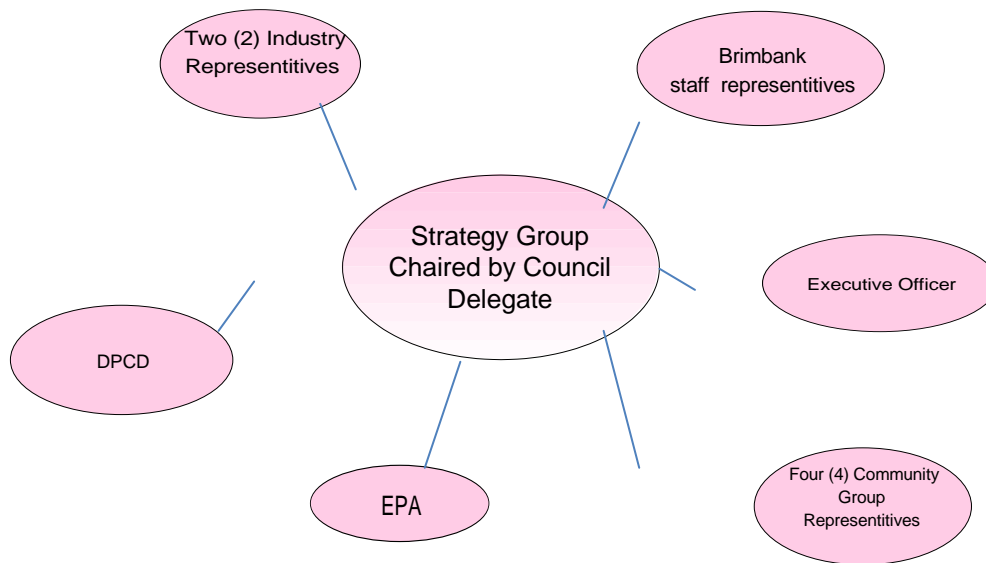 Two (2) Industry
Representitives
Brimbank
staff representitives
Strategy Group
Chaired by Council
Delegate
Executive Officer
DPCD
EPA
Four (4) Community
Group
Representitives